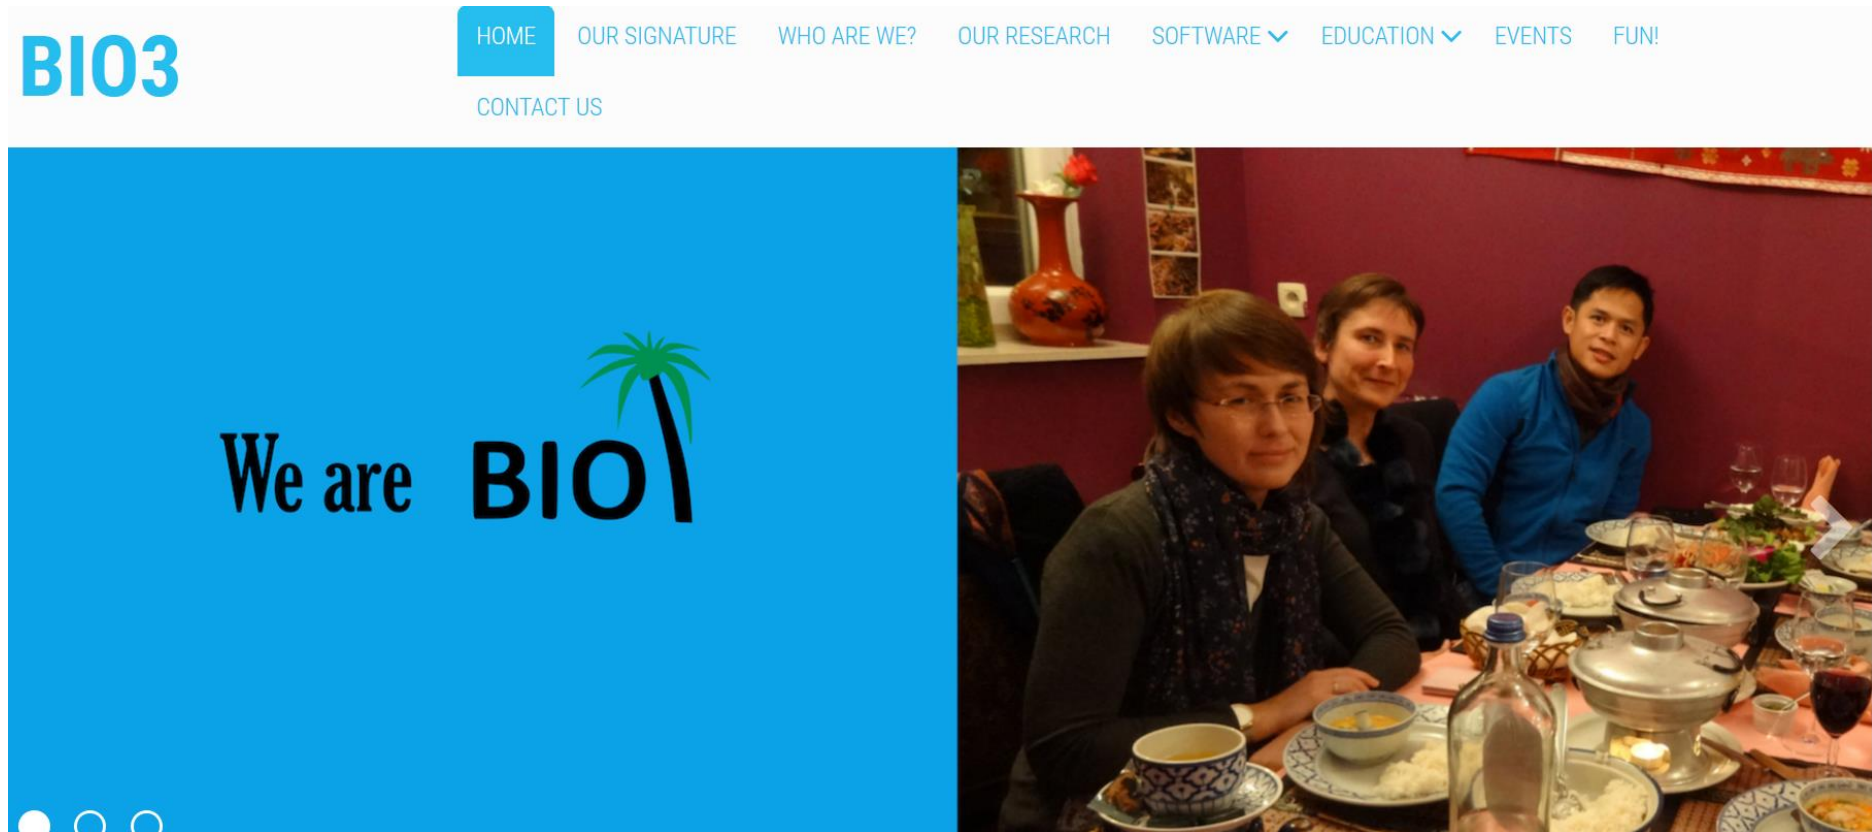 BIO3
HOME OUR SIGNATURE WHO ARE WE? OUR RESEARCH SOFTWARE EDUCATION EVENTS FUN!
CONTACT US
We are BIO